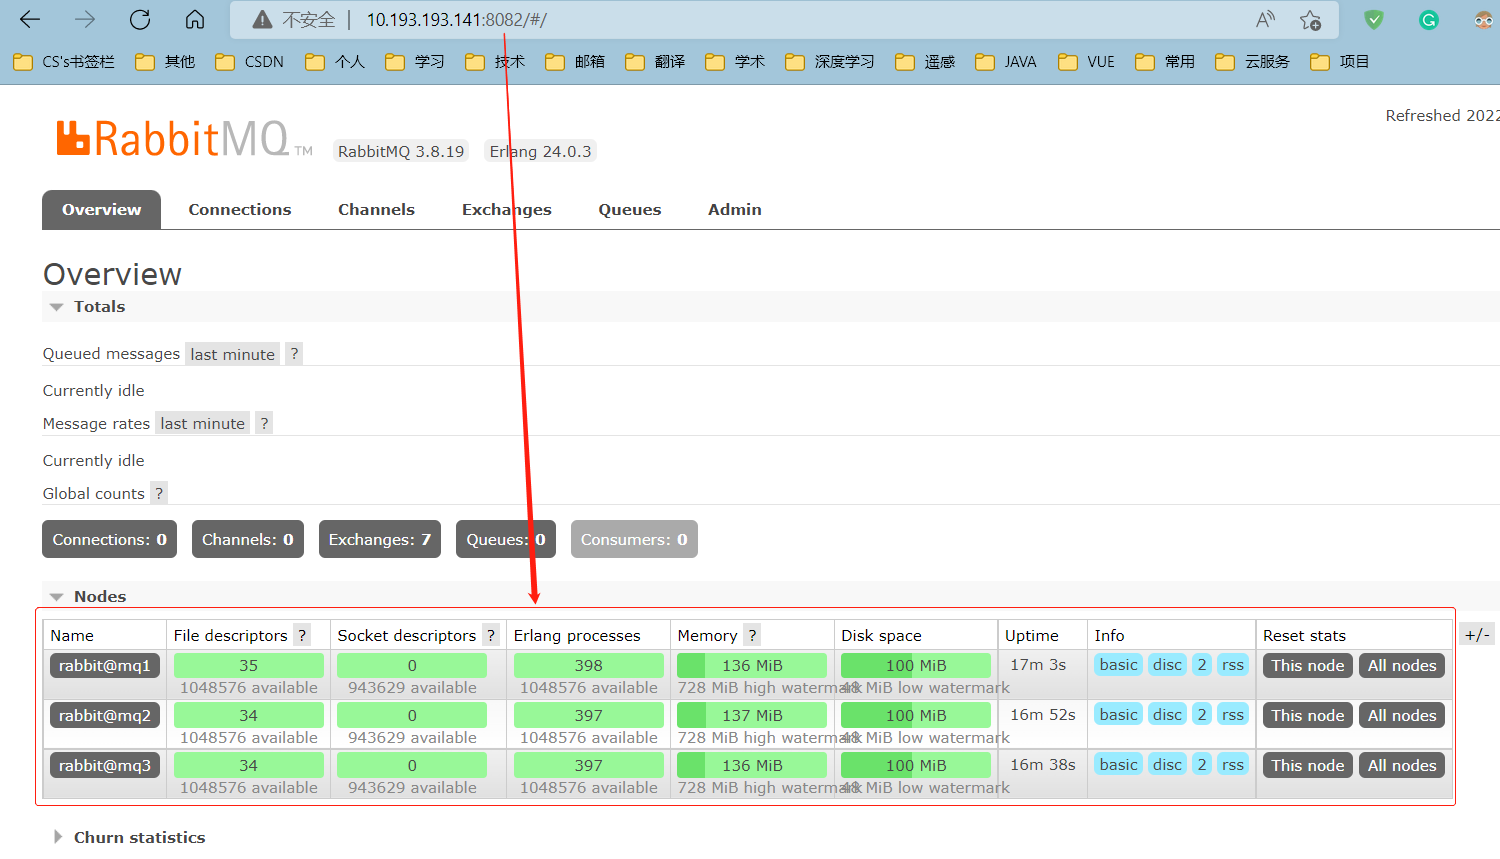 不安全 | 10.193.193.141:8082/#/
CS's书签栏 其他 CSDN 个人 学习 技术 邮箱 翻译 学术 深度学习 遥感 JAVA VUE 常用 云服务 项目
Refreshed 2022
RabbitMQ TM RabbitMQ 3.8.19 Erlang 24.0.3
Overview Connections Channels Exchanges Queues Admin
Overview
Totals
Queued messages last minute ?
Currently idle
Message rates last minute ?
Currently idle
Global counts ?
Connections: 0 Channels: 0 Exchanges: 7 Queues: 0 Consumers: 0
Nodes
Name File descriptors ? Socket descriptors ? Erlang processes Memory ? Disk space Uptime Info Reset stats +/-
rabbit@mq1 35 0 398 136 MiB 100 MiB 17m 3s basic disc 2 rss This node All nodes
1048576 available 943629 available 1048576 available 728 MiB high watermark 48 MiB low watermark
rabbit@mq2 34 0 397 137 MiB 100 MiB 16m 52s basic disc 2 rss This node All nodes
1048576 available 943629 available 1048576 available 728 MiB high watermark 48 MiB low watermark
rabbit@mq3 34 0 397 136 MiB 100 MiB 16m 38s basic disc 2 rss This node All nodes
1048576 available 943629 available 1048576 available 728 MiB high watermark 48 MiB low watermark
Churn statistics